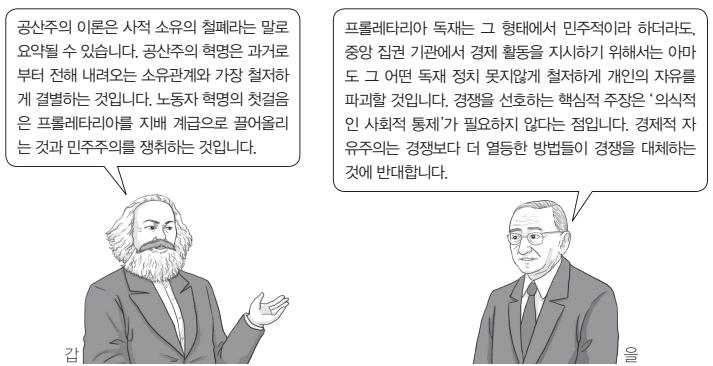 공산주의 이론은 사적 소유의 철폐라는 말로
요약될 수 있습니다. 공산주의 혁명은 과거로
부터 전해 내려오는 소유관계와 가장 철저하
게 결별하는 것입니다. 노동자 혁명의 첫걸음
은 프롤레타리아를 지배 계급으로 끌어올리
는 것과 민주주의를 쟁취하는 것입니다.
프롤레타리아 독재는 그 형태에서 민주적이라 하더라도,
중앙 집권 기관에서 경제 활동을 지시하기 위해서는 아마
도 그 어떤 독재 정치 못지않게 철저하게 개인의 자유를
파괴할 것입니다. 경쟁을 선호하는 핵심적 주장은 ‘의식적
인 사회적 통제’가 필요하지 않다는 점입니다. 경제적 자
유주의는 경쟁보다 더 열등한 방법들이 경쟁을 대체하는
것에 반대합니다.
갑
을